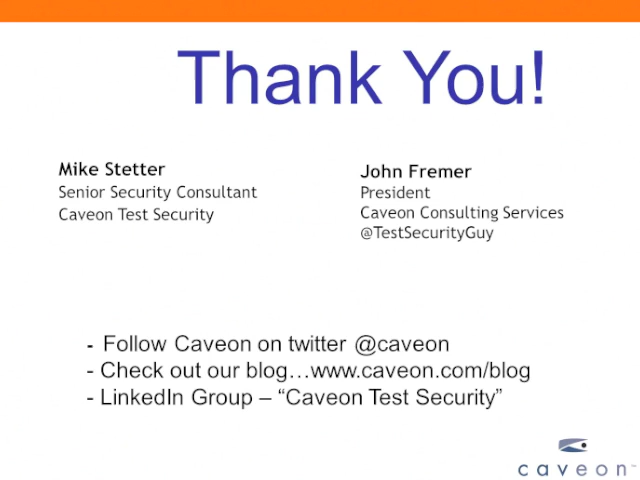 Thank You!
Mike Stetter
Senior Security Consultant
Caveon Test Security
John Fremer
President
Caveon Consulting Services
@TestSecurityGuy
- Follow Caveon on twitter @caveon
- Check out our blog…www.caveon.com/blog
- LinkedIn Group – “Caveon Test Security”
caveon™